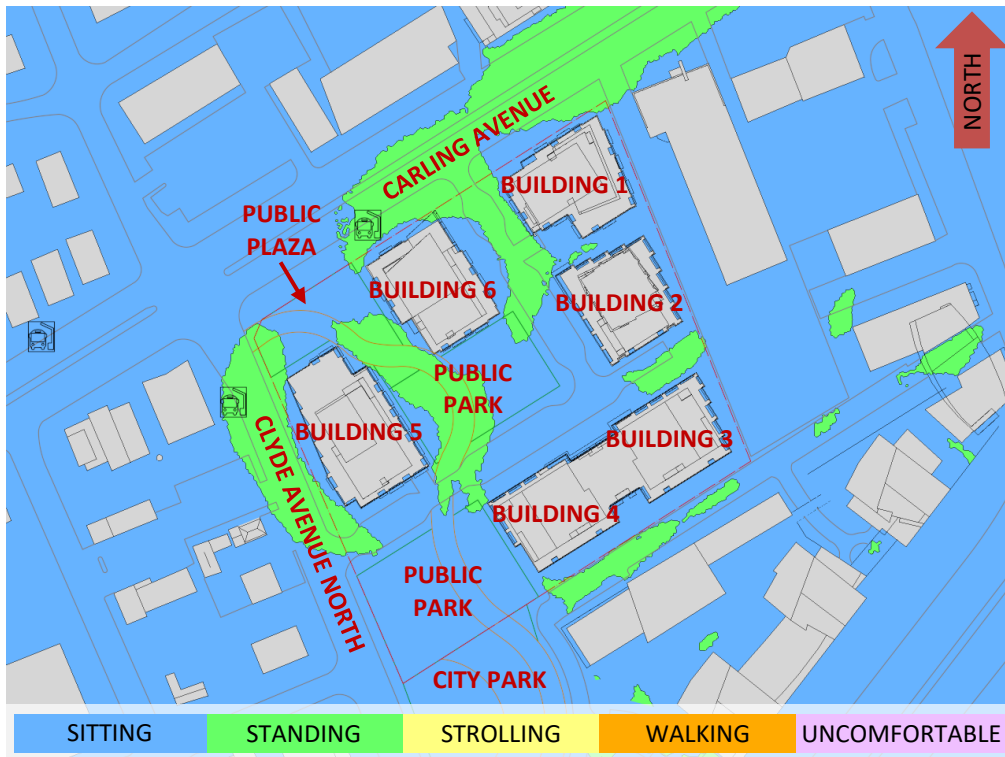 NORTH
CARLING AVENUE
BUILDING 1
PUBLIC
PLAZA
BUILDING 6
BUILDING 2
PUBLIC
PARK
BUILDING 5
BUILDING 3
CLYDE AVENUE NORTH
BUILDING 4
PUBLIC
PARK
CITY PARK
SITTING
STANDING
STROLLING
WALKING
UNCOMFORTABLE